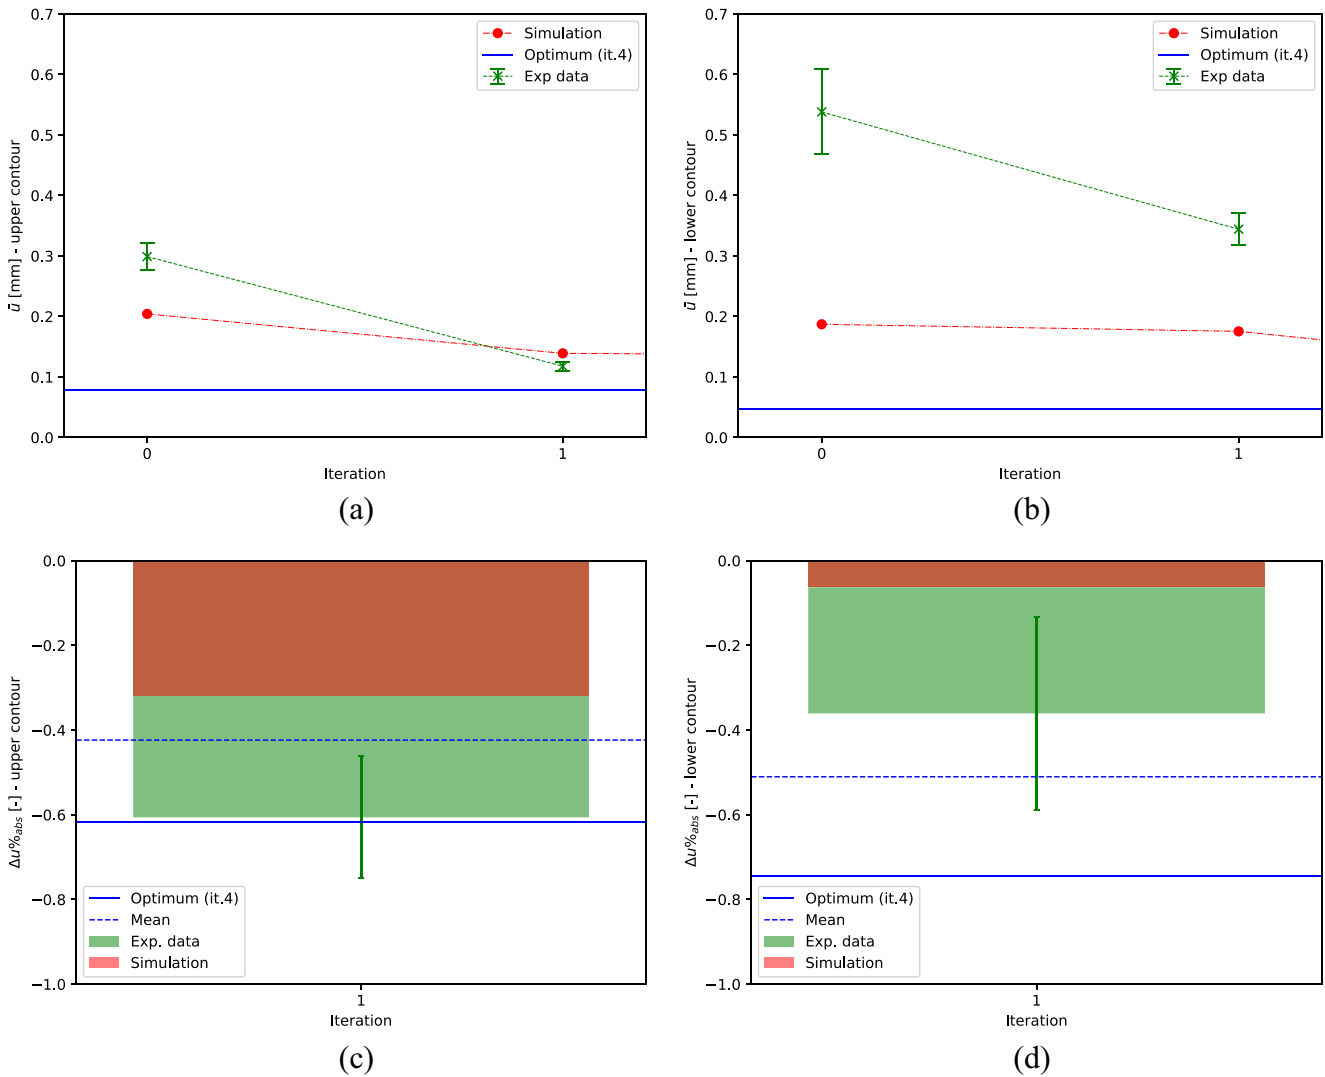 0.7
0.6
0.5
0.4
0.3
0.2
0.1
0.0
ū [mm] - upper contour
Simulation
Optimum (it.4)
Exp data
0 1
Iteration
(a)
0.7
0.6
0.5
0.4
0.3
0.2
0.1
0.0
ū [mm] - lower contour
Simulation
Optimum (it.4)
Exp data
0 1
Iteration
(b)
0.0
−0.2
−0.4
−0.6
−0.8
−1.0
Δu%abs [-] - upper contour
Optimum (it.4)
Mean
Exp. data
Simulation
1
Iteration
(c)
0.0
−0.2
−0.4
−0.6
−0.8
−1.0
Δu%abs [-] - lower contour
Optimum (it.4)
Mean
Exp. data
Simulation
1
Iteration
(d)